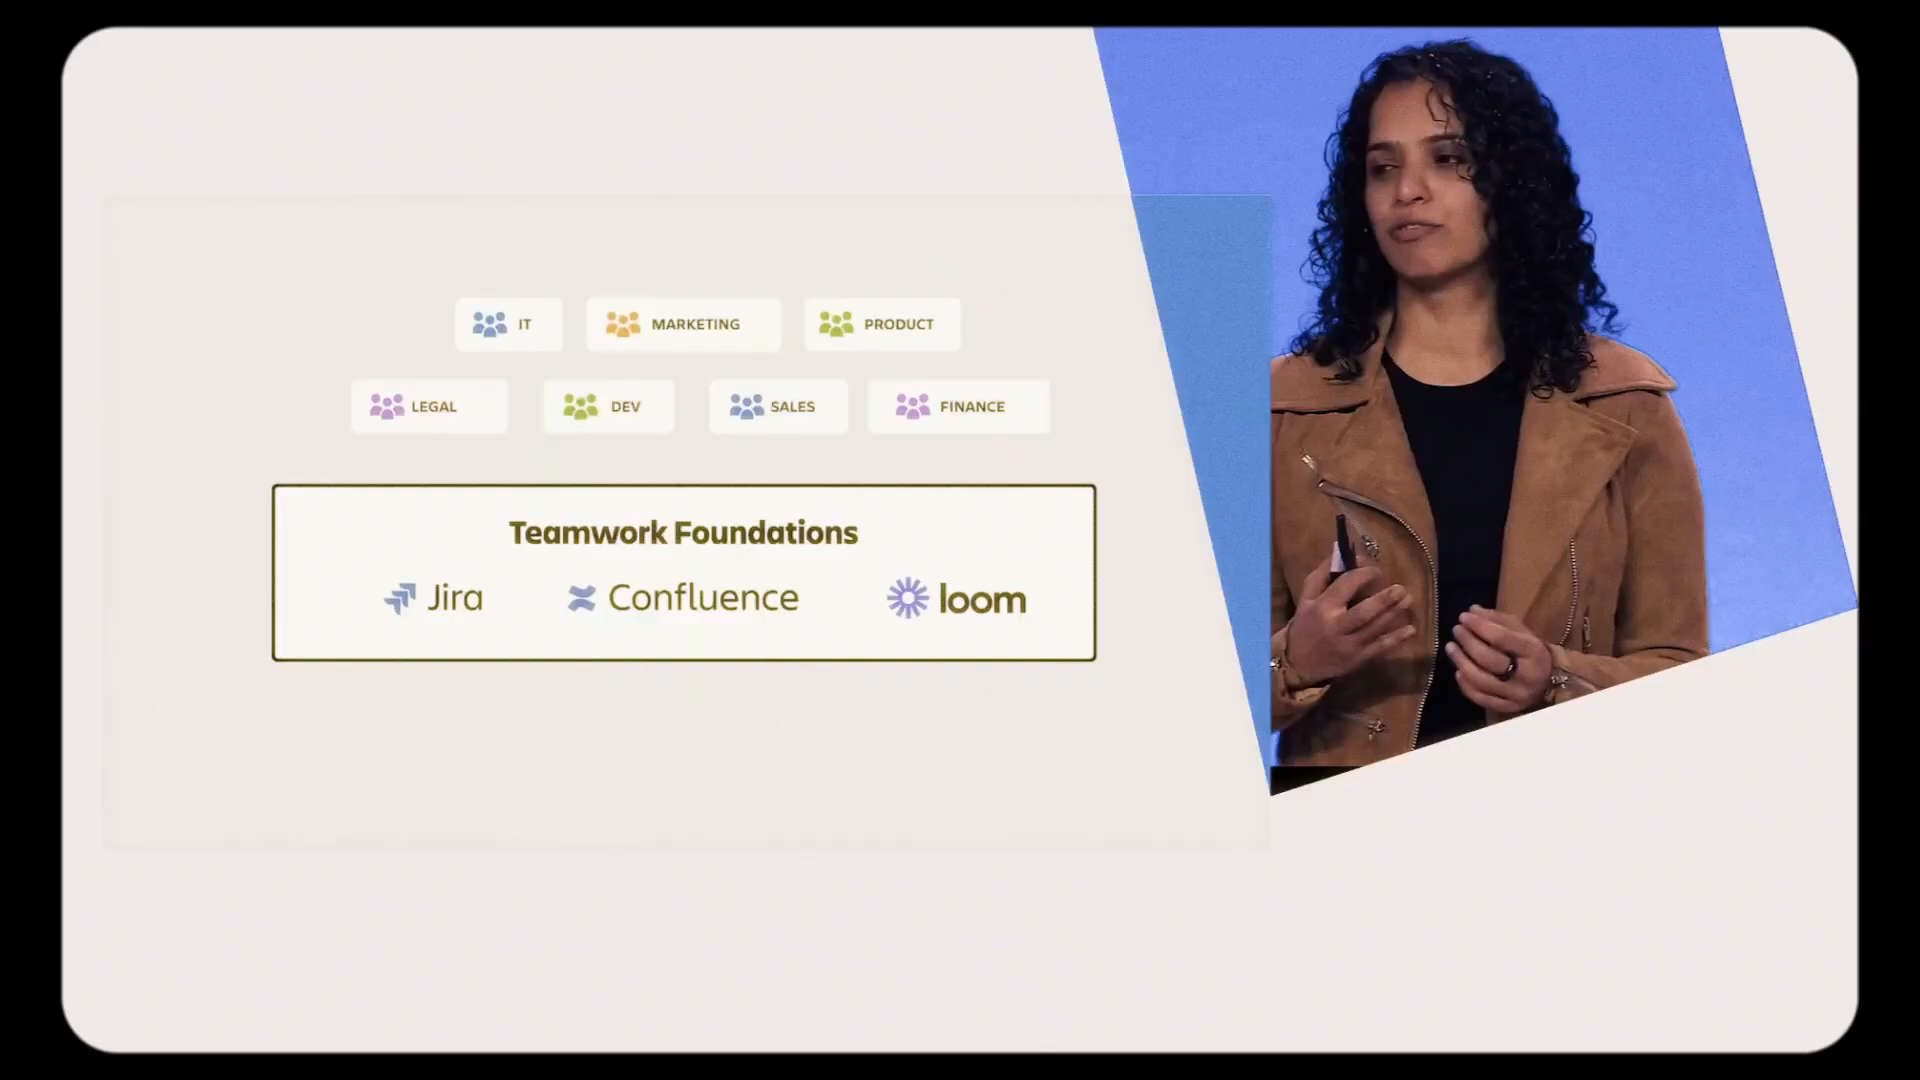 IT MARKETING PRODUCT
LEGAL DEV SALES FINANCE
Teamwork Foundations
Jira Confluence loom